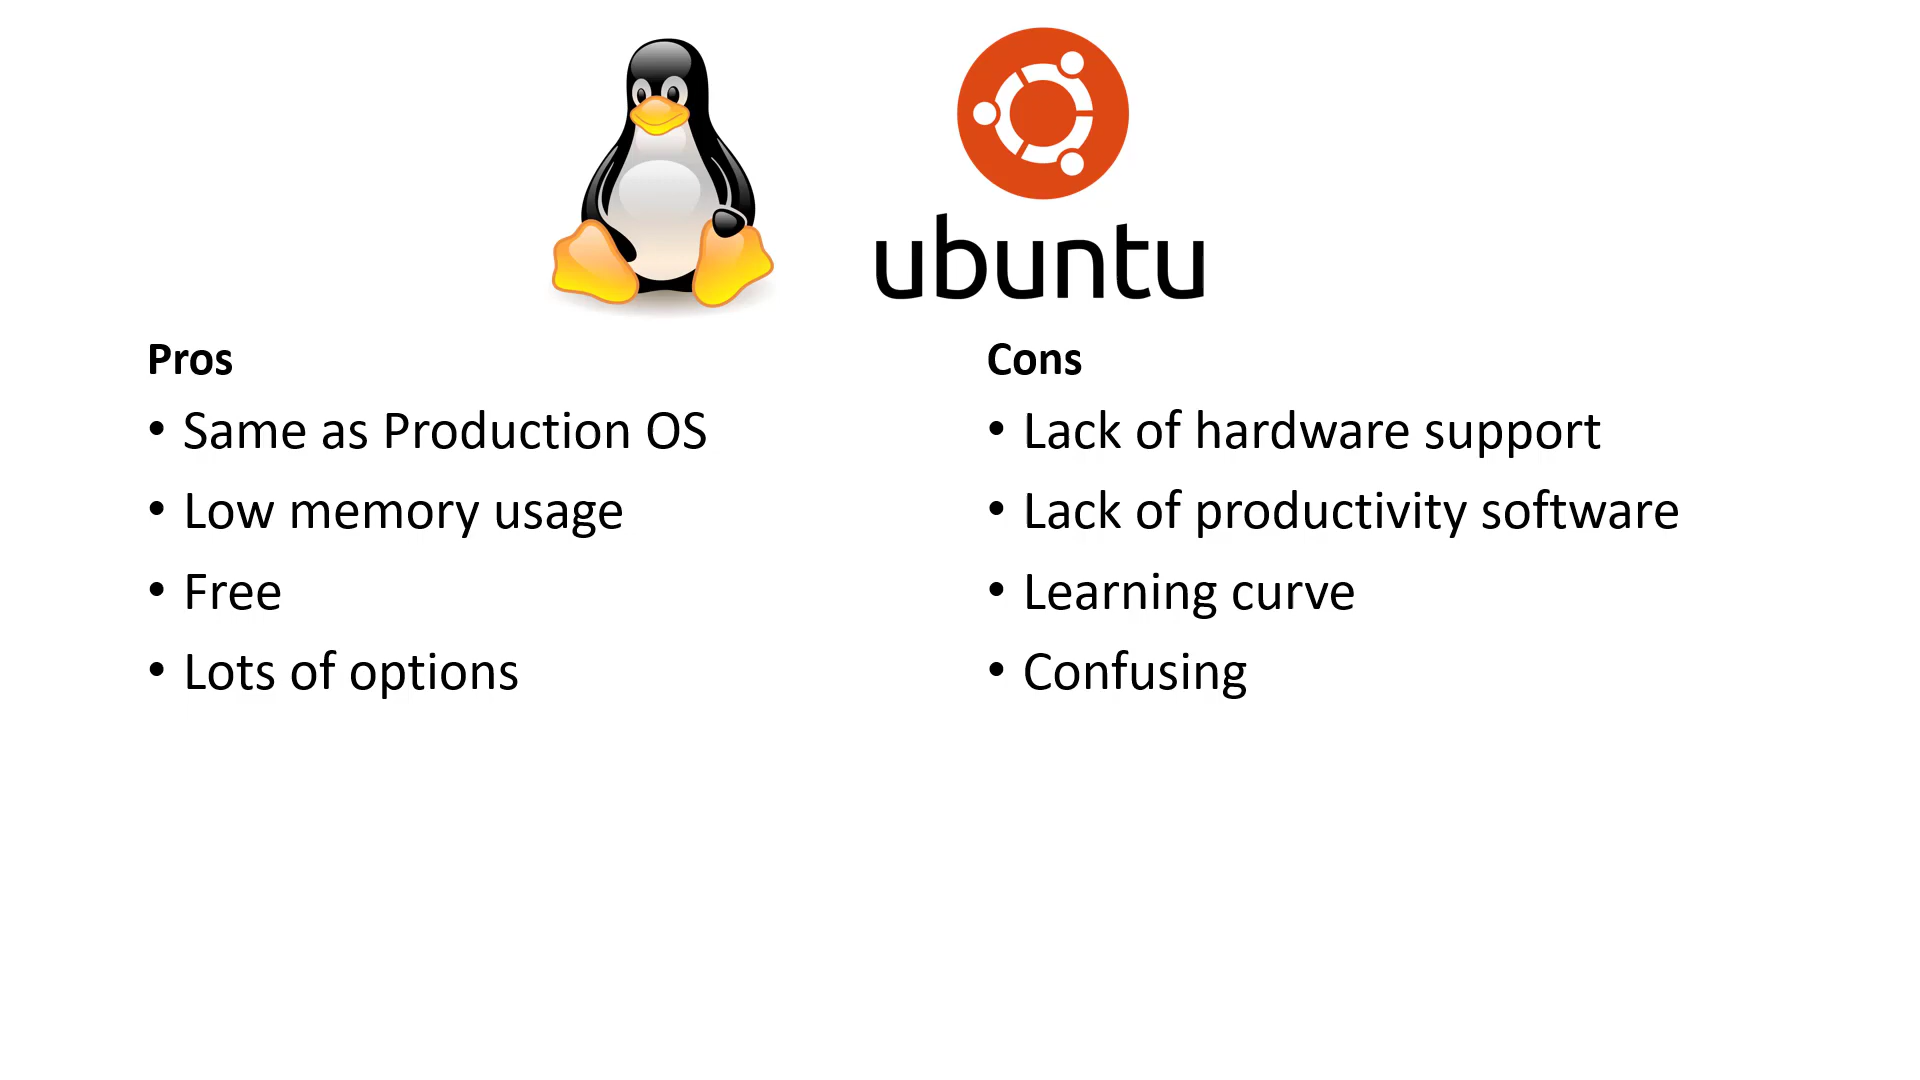 ubuntu
Pros
• Same as Production OS
• Low memory usage
• Free
• Lots of options
Cons
• Lack of hardware support
• Lack of productivity software
• Learning curve
• Confusing